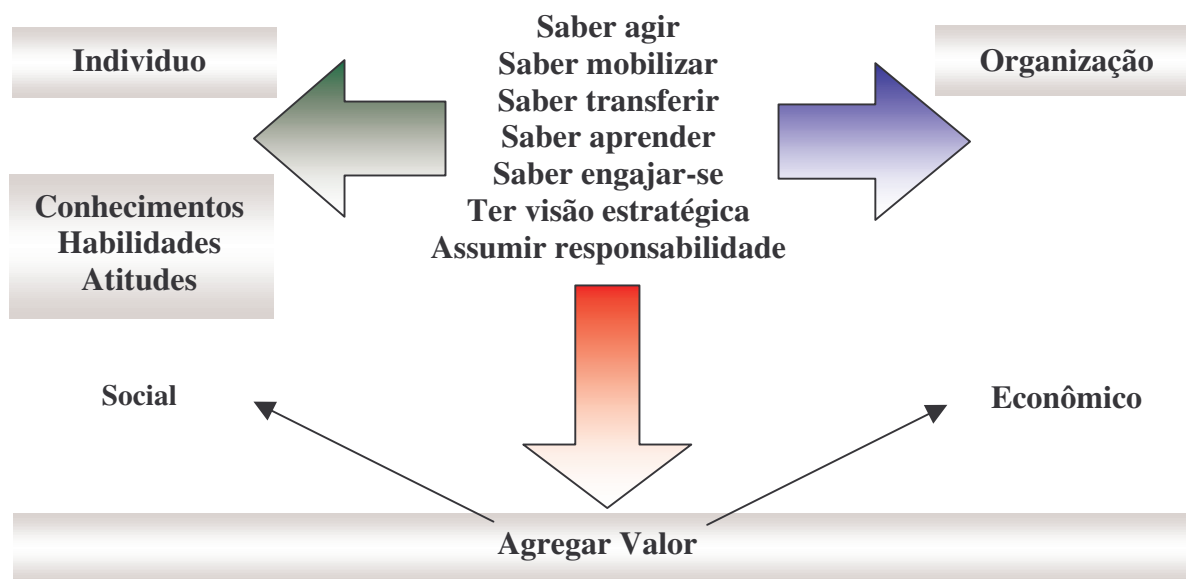 Saber agir
Individuo
Saber mobilizar
Organização
Saber transferir
Saber aprender
Saber engajar-se
Conhecimentos
Ter visão estratégica
Habilidades
Assumir responsabilidade
Atitudes
Social
Econômico
Agregar Valor